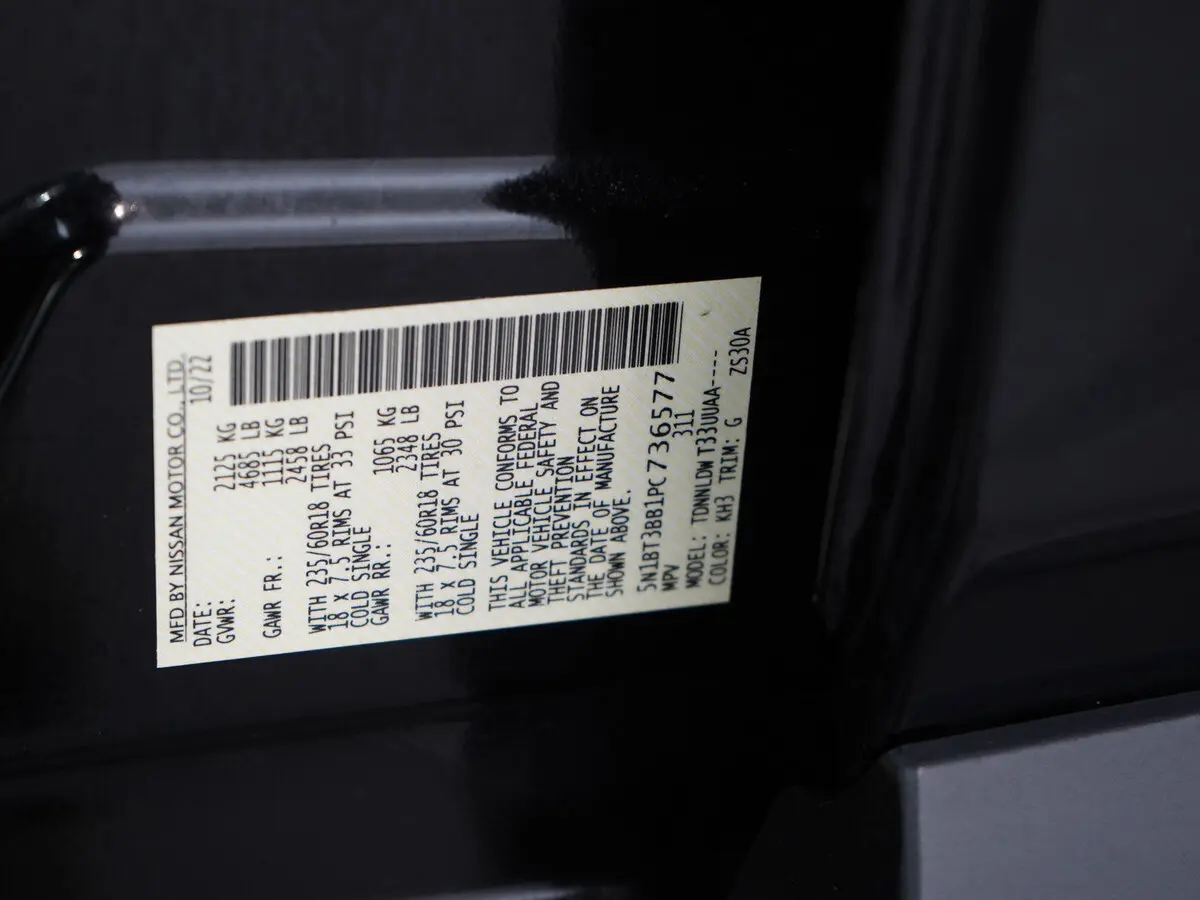 MFD BY NISSAN MOTOR CO., LTD.
DATE: 10/22
GVWR: 2125 KG
4685 LB
GAWR FR.: 1115 KG
2458 LB
WITH 235/60R18 TIRES
18 X 7.5 RIMS AT 33 PSI
COLD SINGLE
GAWR RR.: 1065 KG
2348 LB
WITH 235/60R18 TIRES
18 X 7.5 RIMS AT 30 PSI
COLD SINGLE
THIS VEHICLE CONFORMS TO
ALL APPLICABLE FEDERAL
MOTOR VEHICLE SAFETY AND
THEFT PREVENTION
STANDARDS IN EFFECT ON
THE DATE OF MANUFACTURE
SHOWN ABOVE.
5N1BT3BB1PC736577
MPV 311
MODEL: TDNNLDWT33UUAA----
COLOR: KH3 TRIM: G ZS30A